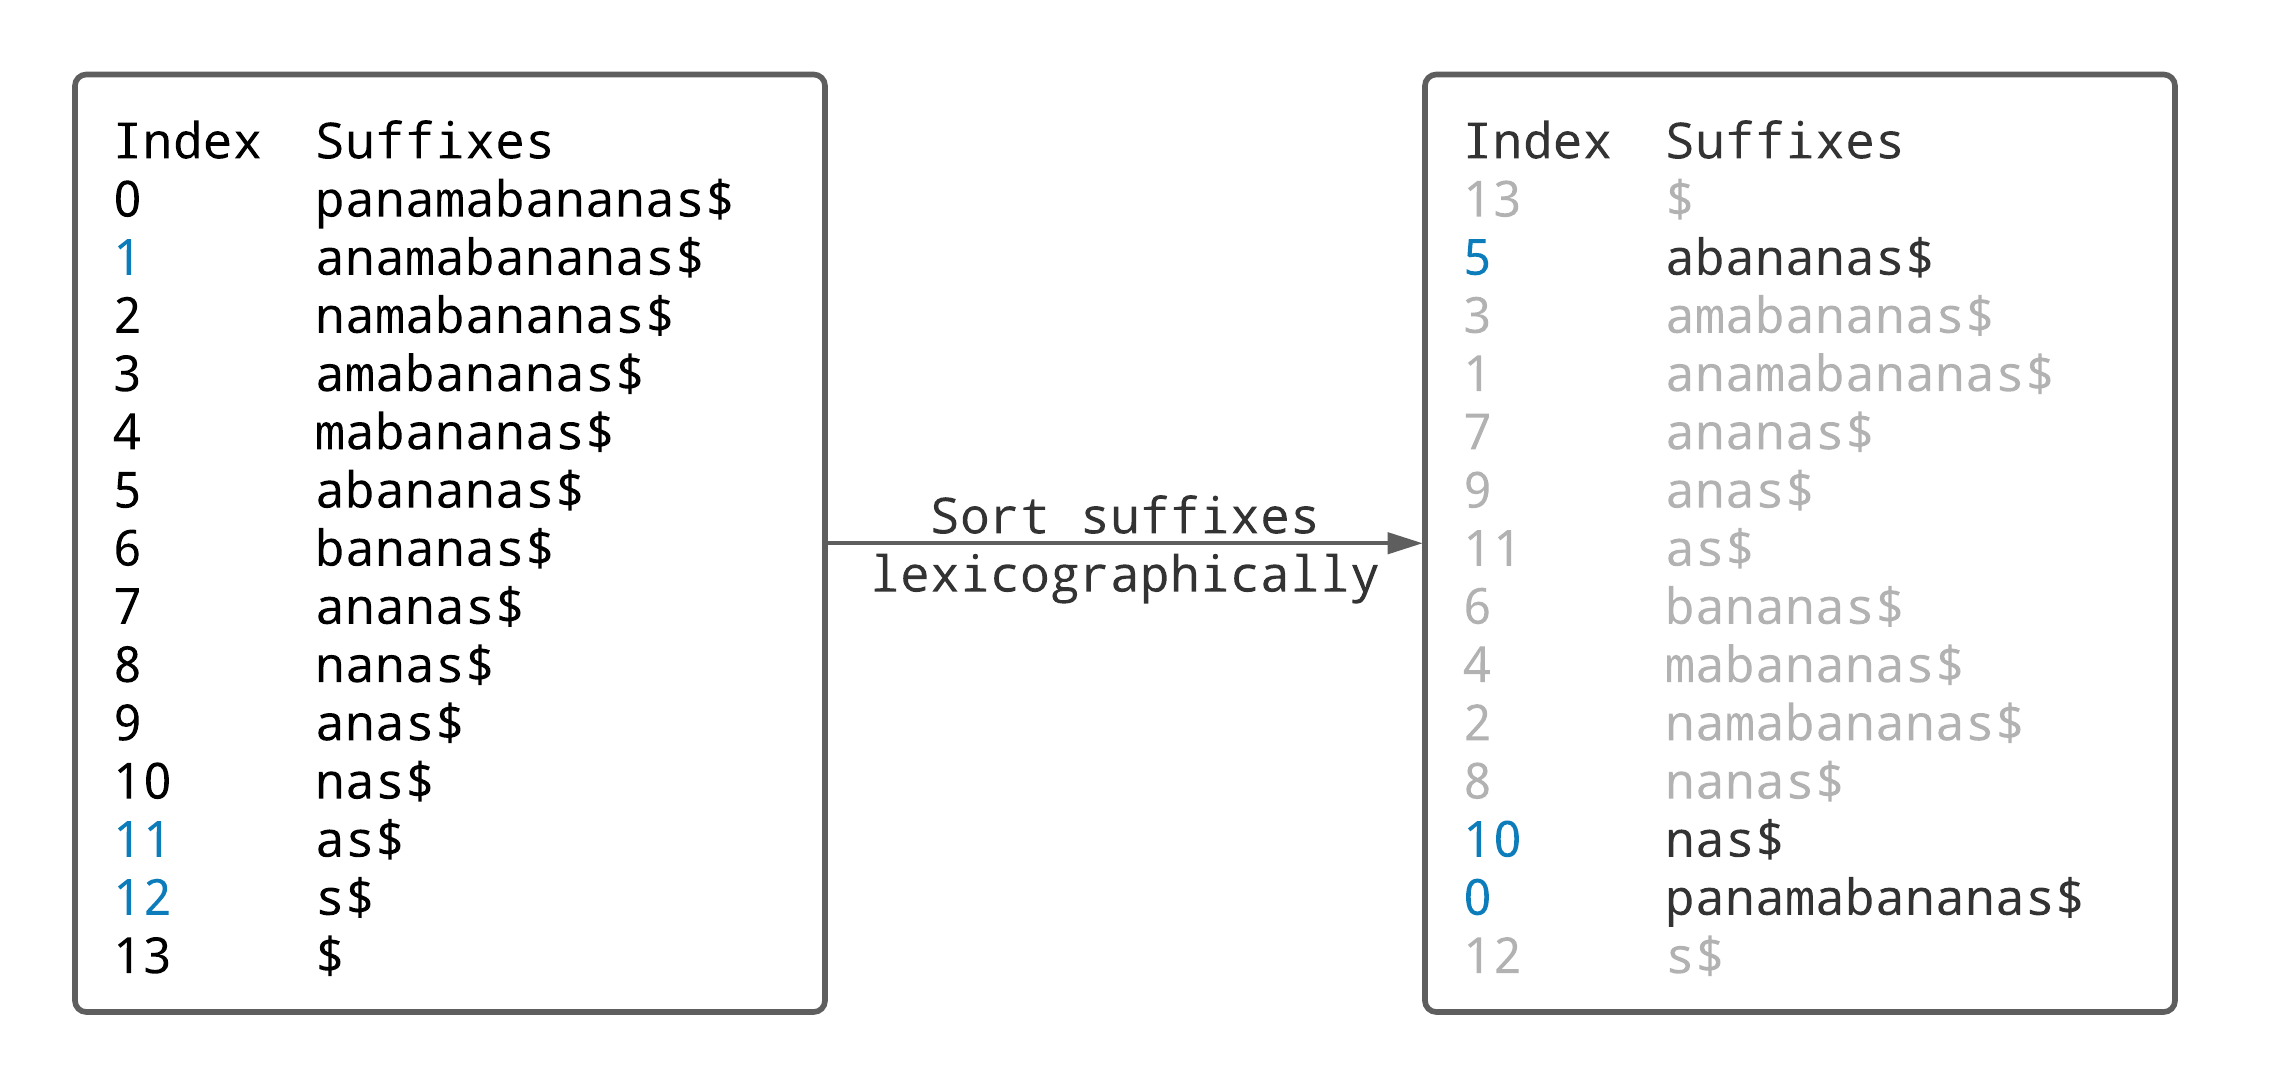 Index Suffixes
0 panamabananas$
1 anamabananas$
2 namabananas$
3 amabananas$
4 mabananas$
5 abananas$
6 bananas$
7 ananas$
8 nanas$
9 anas$
10 nas$
11 as$
12 s$
13 $
Sort suffixes
lexicographically
Index Suffixes
13 $
5 abananas$
3 amabananas$
1 anamabananas$
7 ananas$
9 anas$
11 as$
6 bananas$
4 mabananas$
2 namabananas$
8 nanas$
10 nas$
0 panamabananas$
12 s$